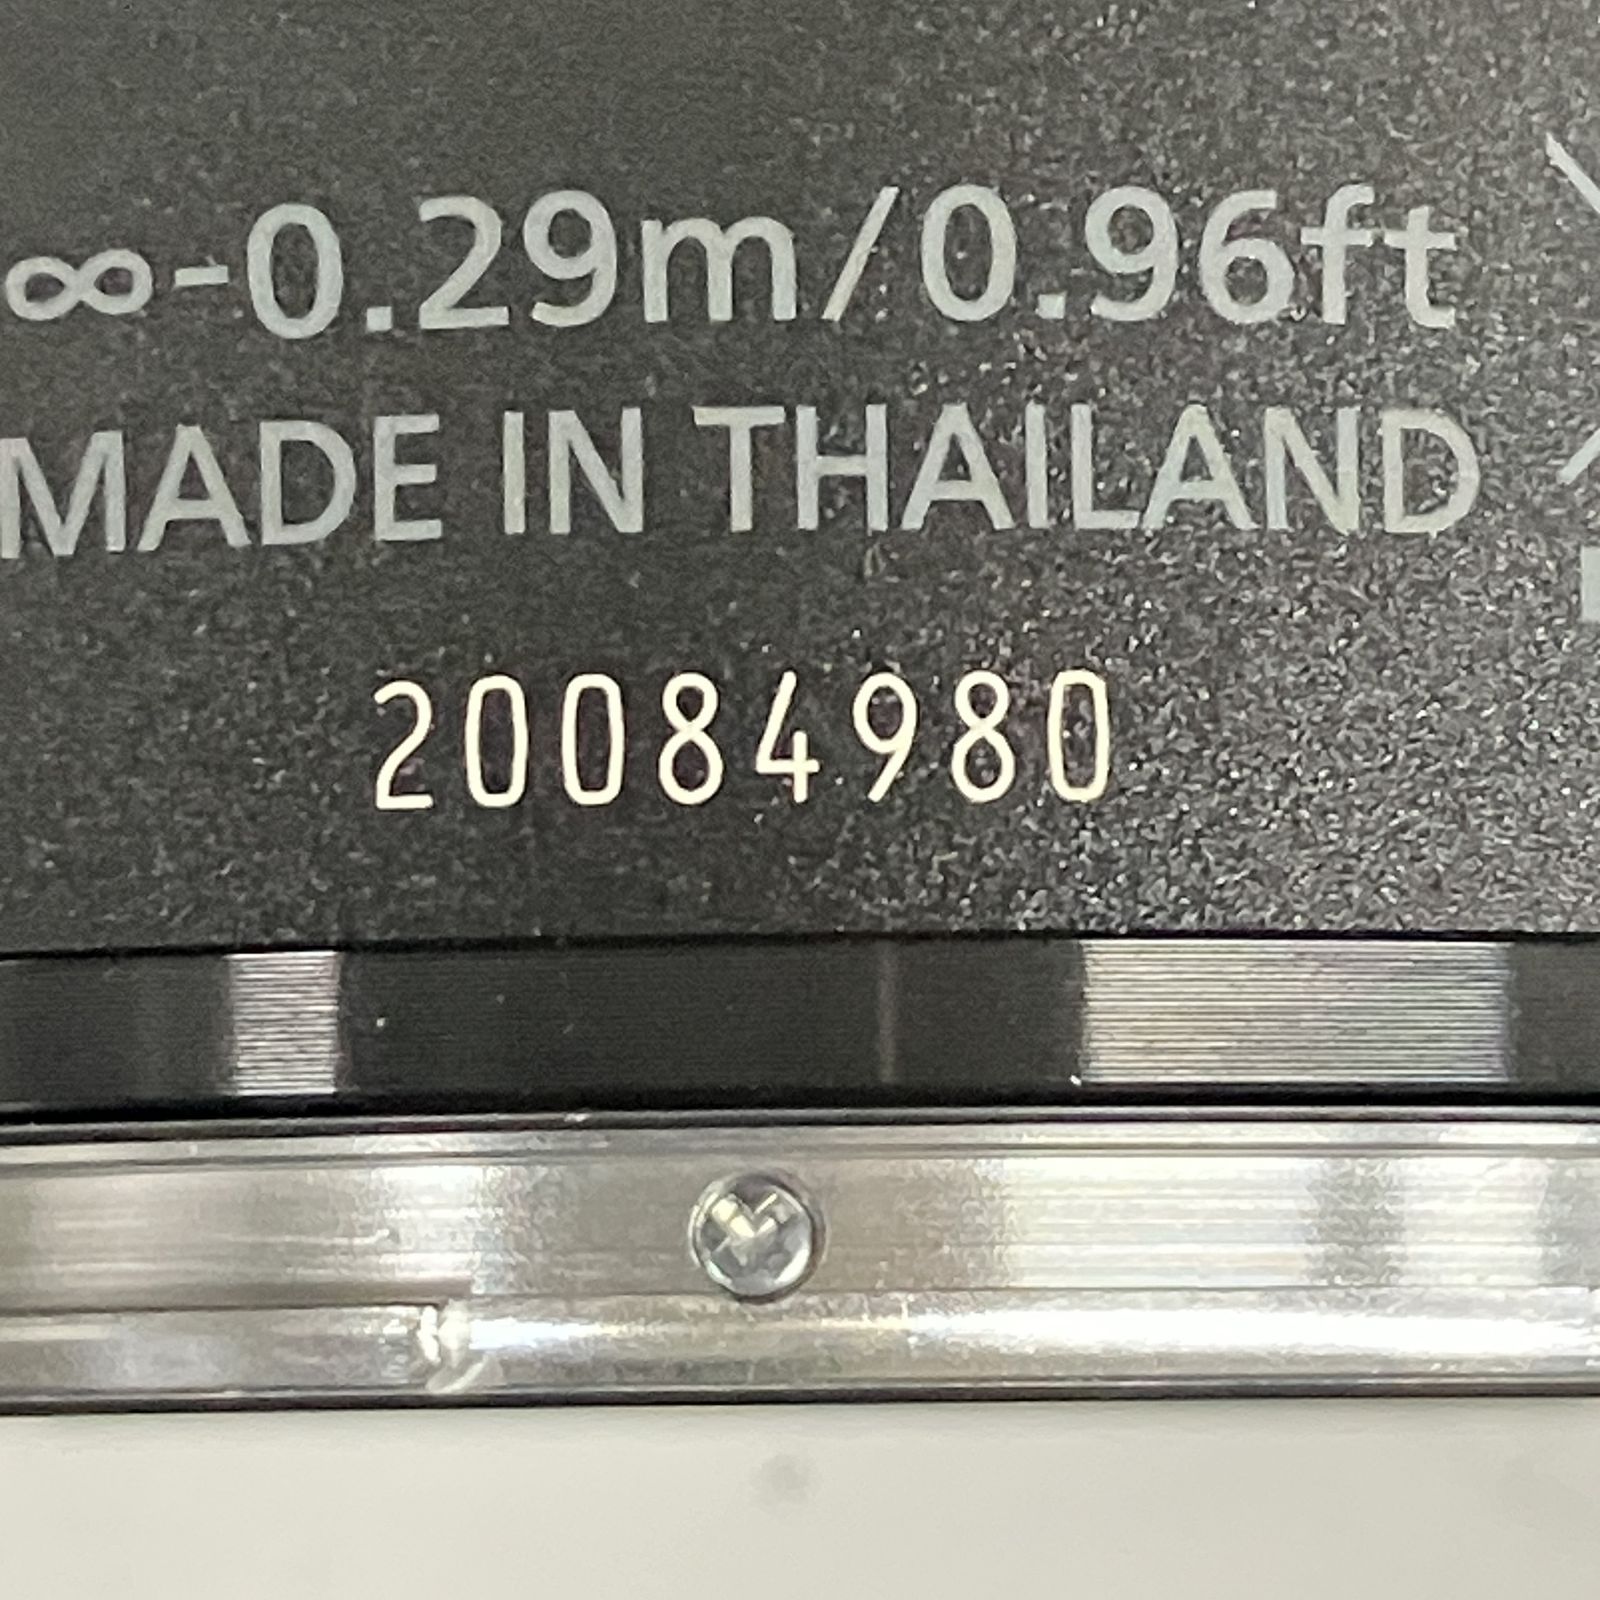 ∞-0.29m/0.96ft
MADE IN THAILAND
20084980